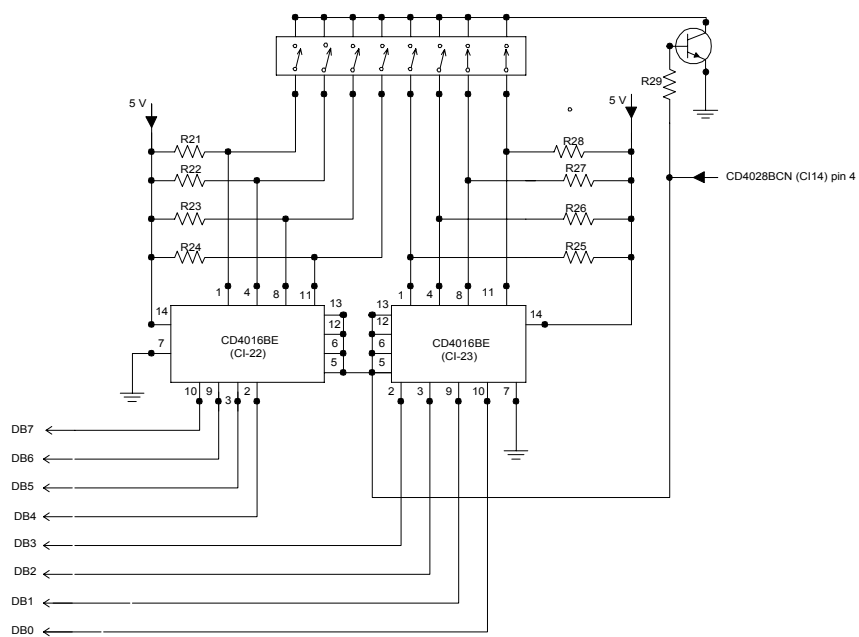 R29
5 V
5 V
R21
R28
R22
R27
CD4028BCN (CI14) pin 4
R23
R26
R24
R25
1
4
8
11
13
1
4
8
11
14
12
13
12
14
CD4016BE
(CI-22)
CD4016BE
(CI-23)
7
6
6
5
5
10
9
3
2
2
3
9
10
7
DB7
DB6
DB5
DB4
DB3
DB2
DB1
DB0